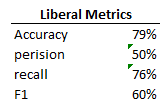 Liberal Metrics
Accuracy 79%
perision 50%
recall 76%
F1 60%